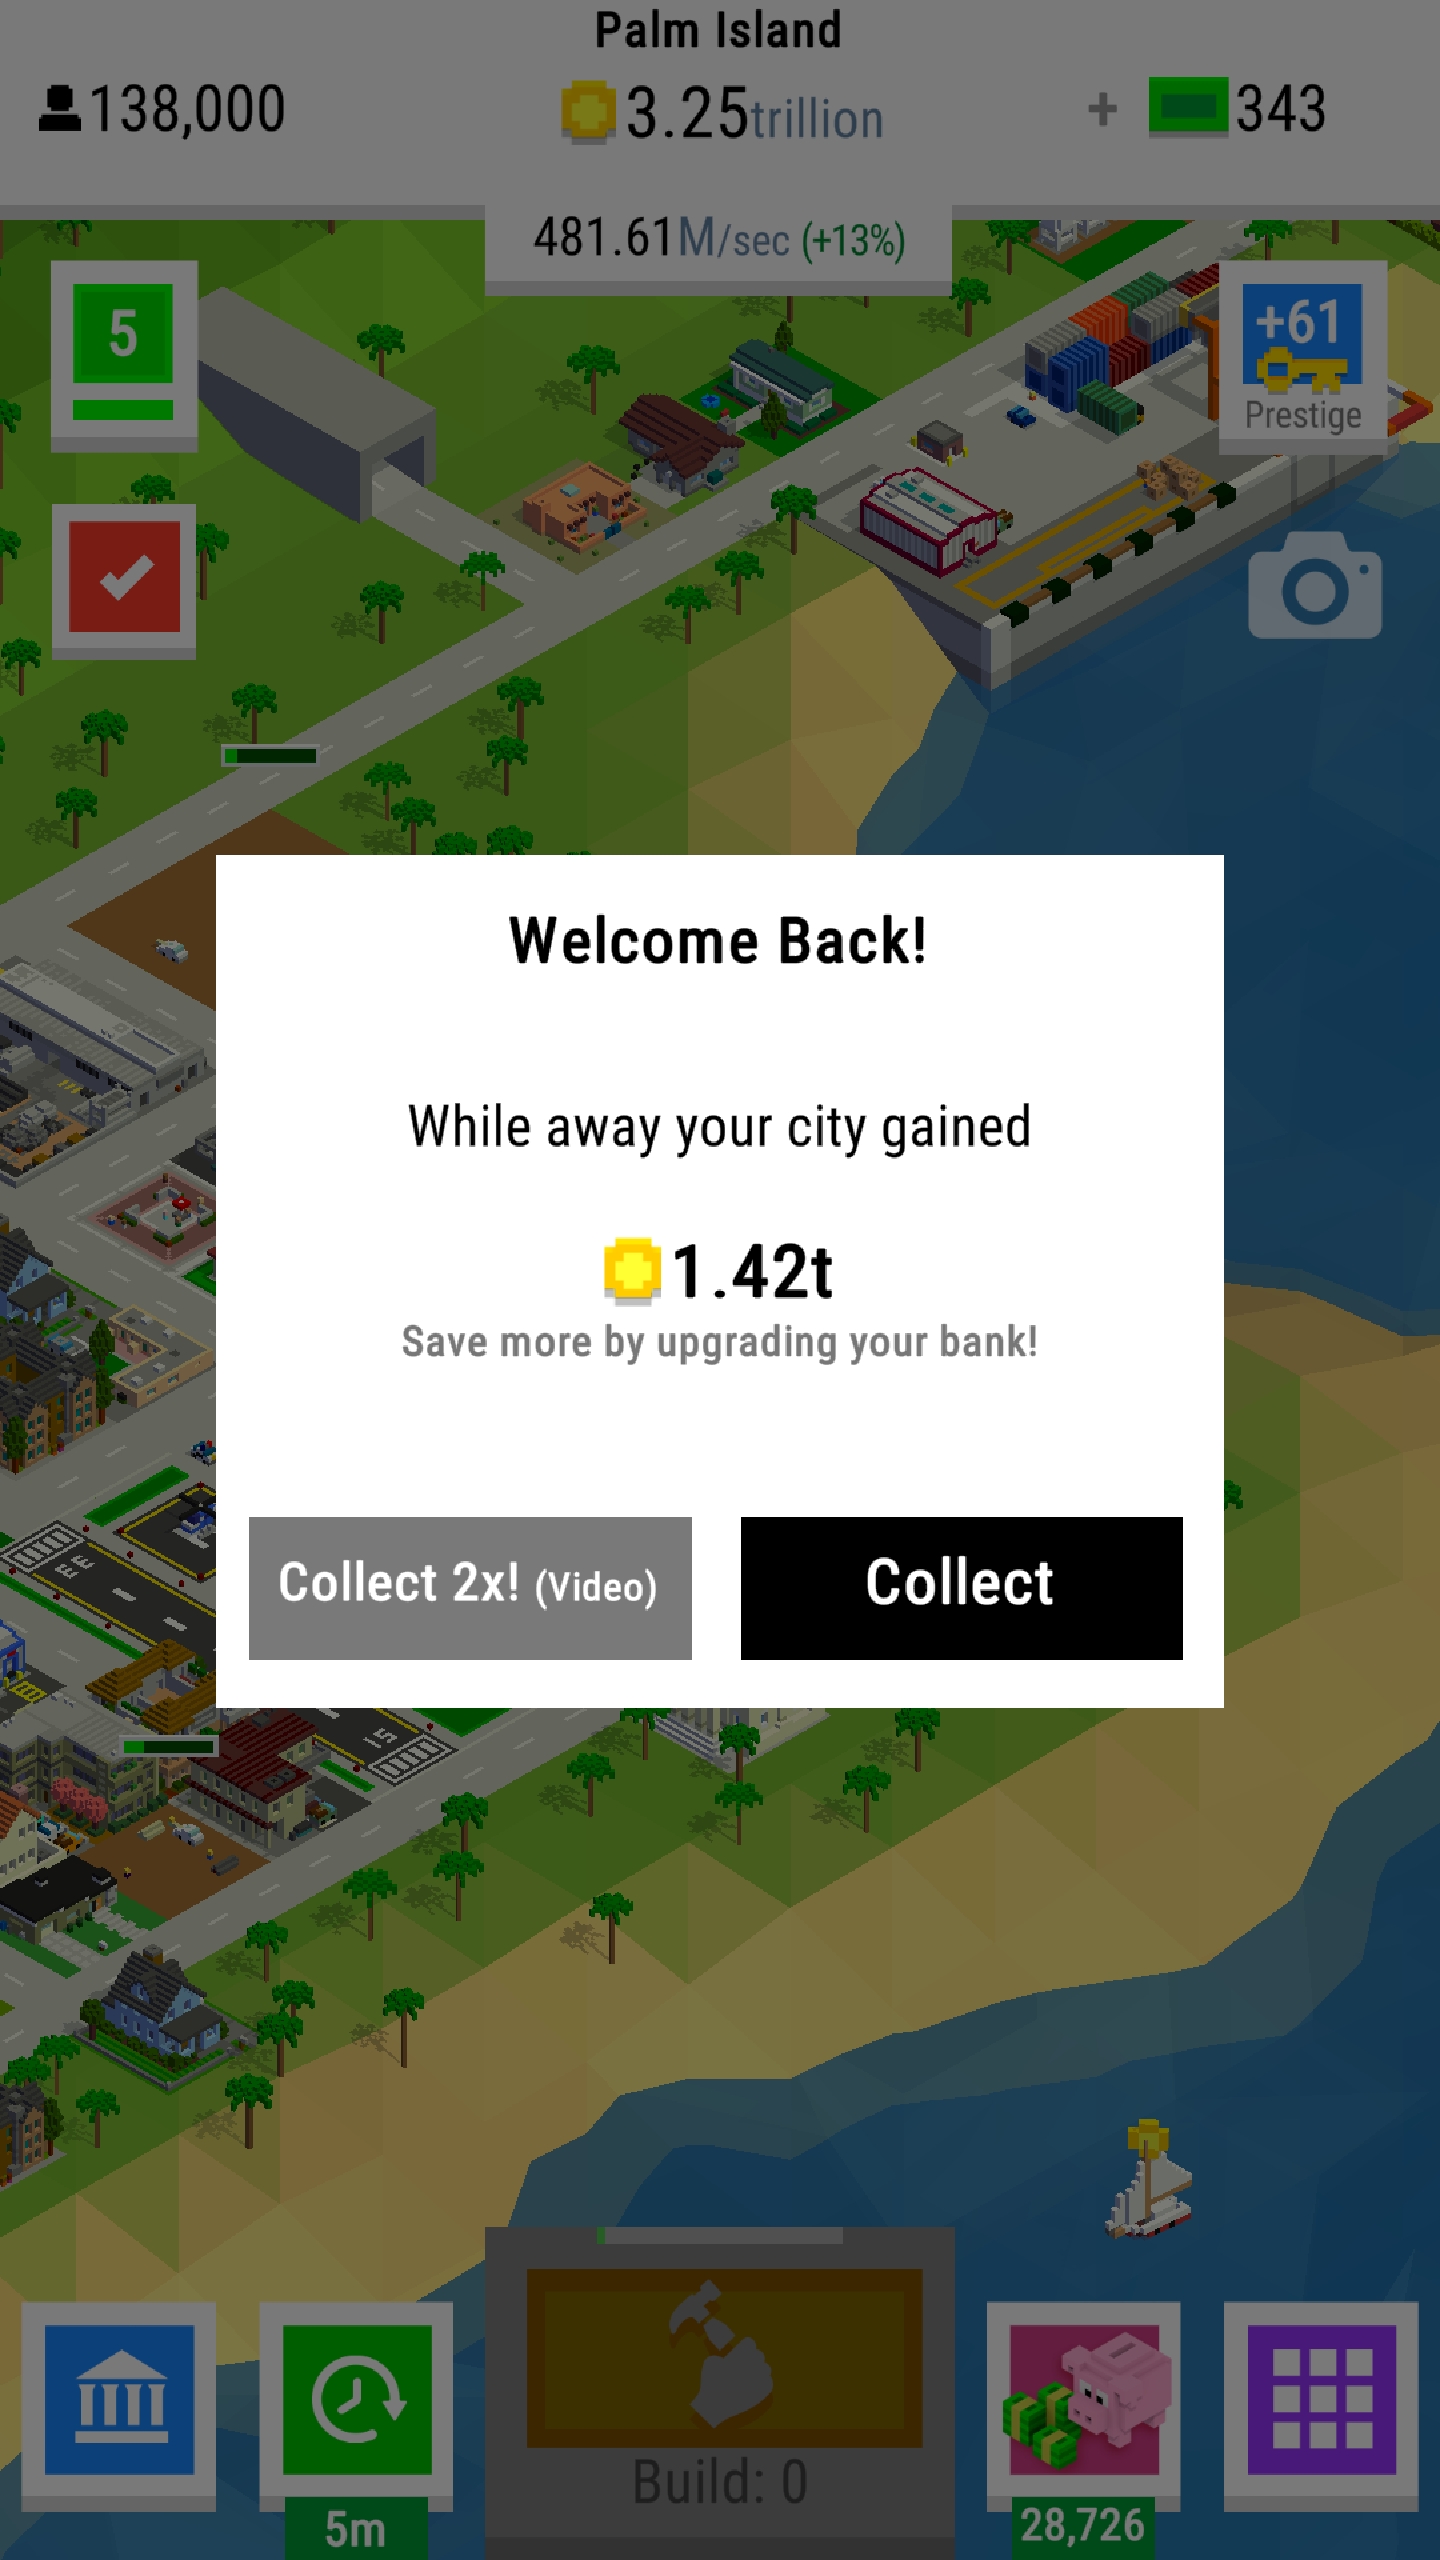 Palm Island
138,000
3.25trillion
+ 343
481.61M/sec (+13%)
5
+61
Prestige
Welcome Back!
While away your city gained
1.42t
Save more by upgrading your bank!
Collect 2x! (Video)
Collect
33
15
Build: 0
5m
28,726